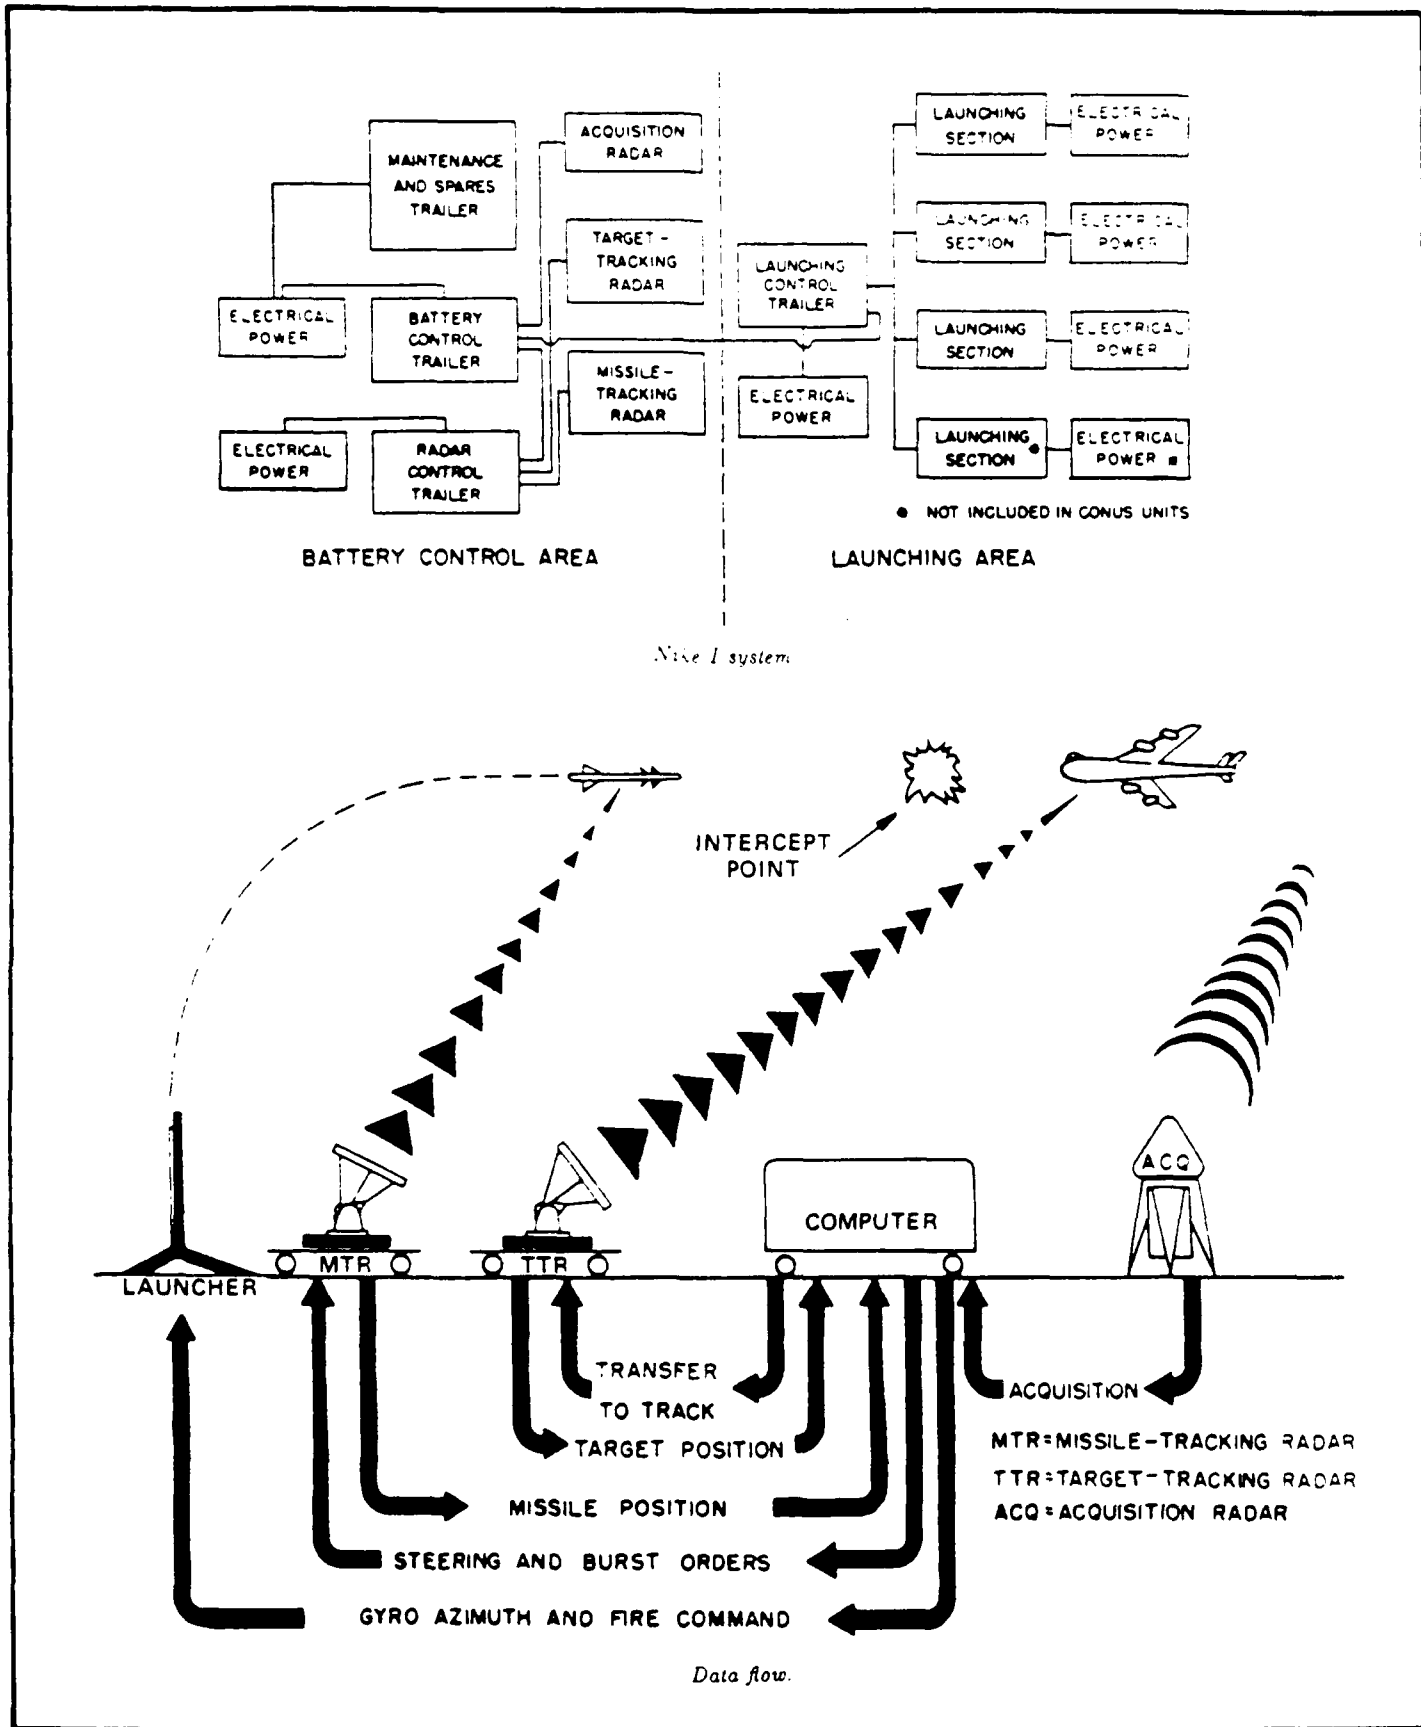 MAINTENANCE
AND SPARES
TRAILER
ACQUISITION
RADAR
TARGET-
TRACKING
RADAR
ELECTRICAL
POWER
BATTERY
CONTROL
TRAILER
MISSILE-
TRACKING
RADAR
ELECTRICAL
POWER
RADAR
CONTROL
TRAILER
BATTERY CONTROL AREA
LAUNCHING
CONTROL
TRAILER
ELECTRICAL
POWER
LAUNCHING
SECTION
ELECTRICAL
POWER
LAUNCHING
SECTION
ELECTRICAL
POWER
LAUNCHING
SECTION
ELECTRICAL
POWER
LAUNCHING
SECTION
ELECTRICAL
POWER
● NOT INCLUDED IN CONUS UNITS
LAUNCHING AREA
Nike I system
INTERCEPT
POINT
ACQ
COMPUTER
MTR
TTR
LAUNCHER
TRANSFER
TO TRACK
TARGET POSITION
MISSILE POSITION
STEERING AND BURST ORDERS
GYRO AZIMUTH AND FIRE COMMAND
ACQUISITION
MTR=MISSILE-TRACKING RADAR
TTR=TARGET-TRACKING RADAR
ACQ=ACQUISITION RADAR
Data flow.